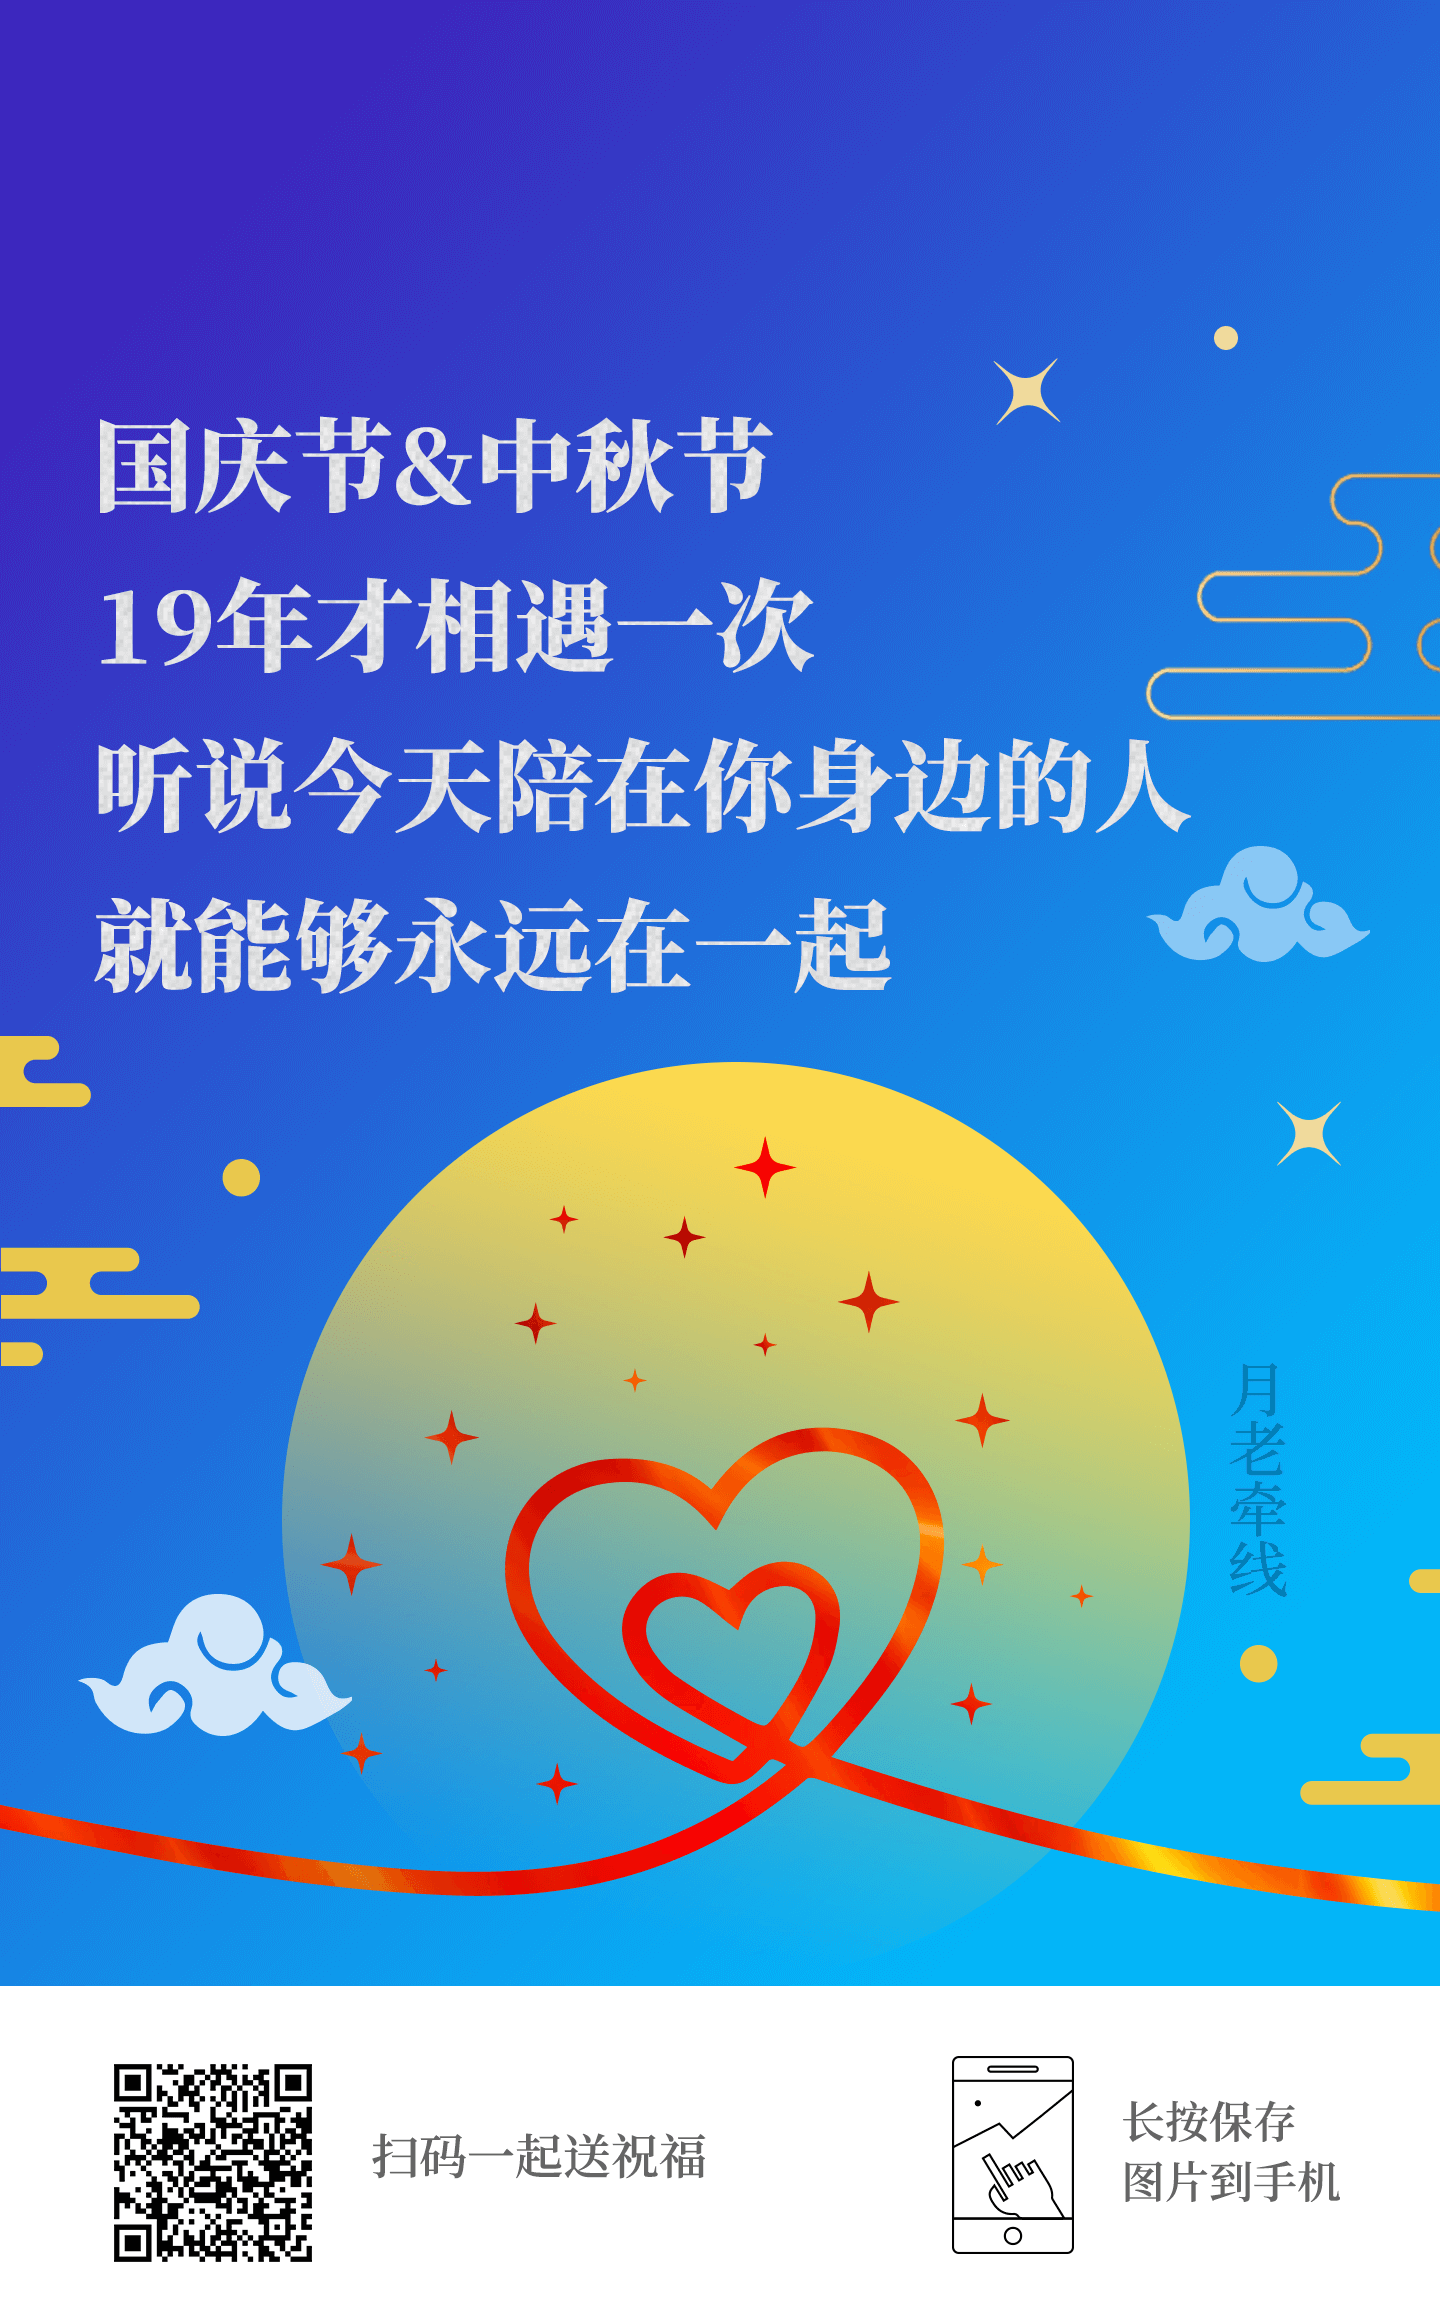 国庆节&中秋节
19年才相遇一次
听说今天陪在你身边的人
就能够永远在一起
月老牵线
扫码一起送祝福
长按保存
图片到手机